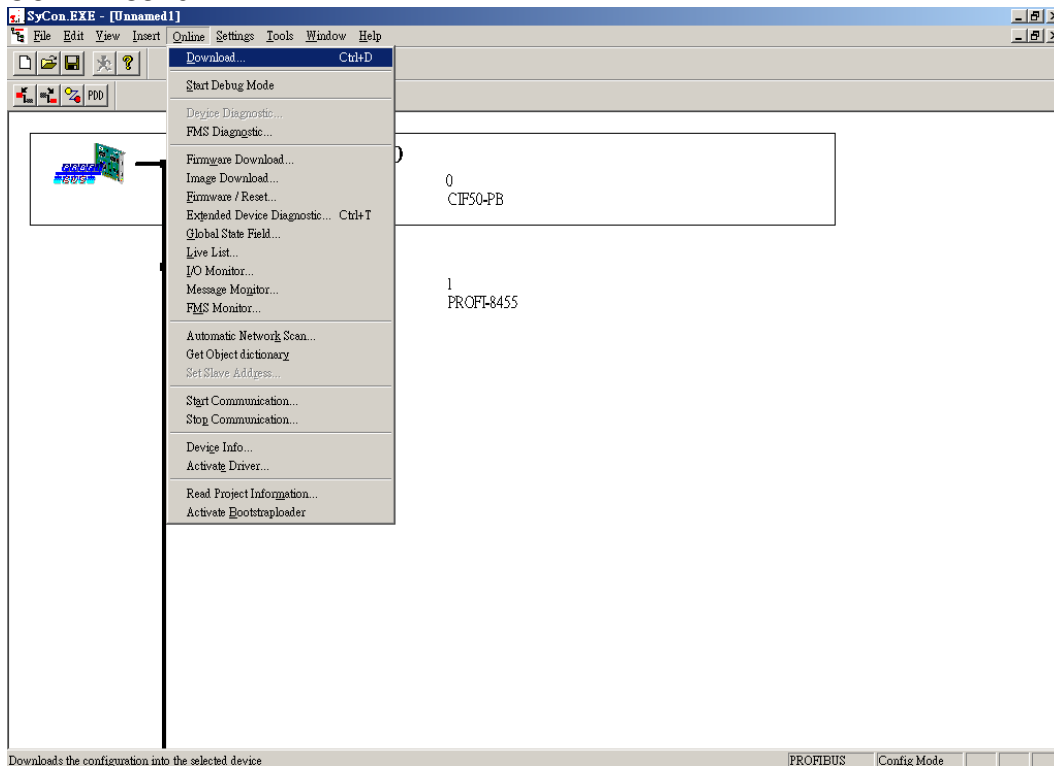 SyCon.EXE - [Unnamed1]
File Edit View Insert Online Settings Tools Window Help
PDD
Download... Ctrl+D
Start Debug Mode
Device Diagnostic...
FMS Diagnostic...
Firmware Download...
Image Download...
Firmware / Reset...
Extended Device Diagnostic... Ctrl+T
Global State Field...
Live List...
I/O Monitor...
Message Monitor...
FMS Monitor...
Automatic Network Scan...
Get Object dictionary
Set Slave Address...
Start Communication...
Stop Communication...
Device Info...
Activate Driver...
Read Project Information...
Activate Bootstraploader
PROFI
BUS
0
CIF50-PB
1
PROFI-8455
Downloads the configuration into the selected device
PROFIBUS Config Mode